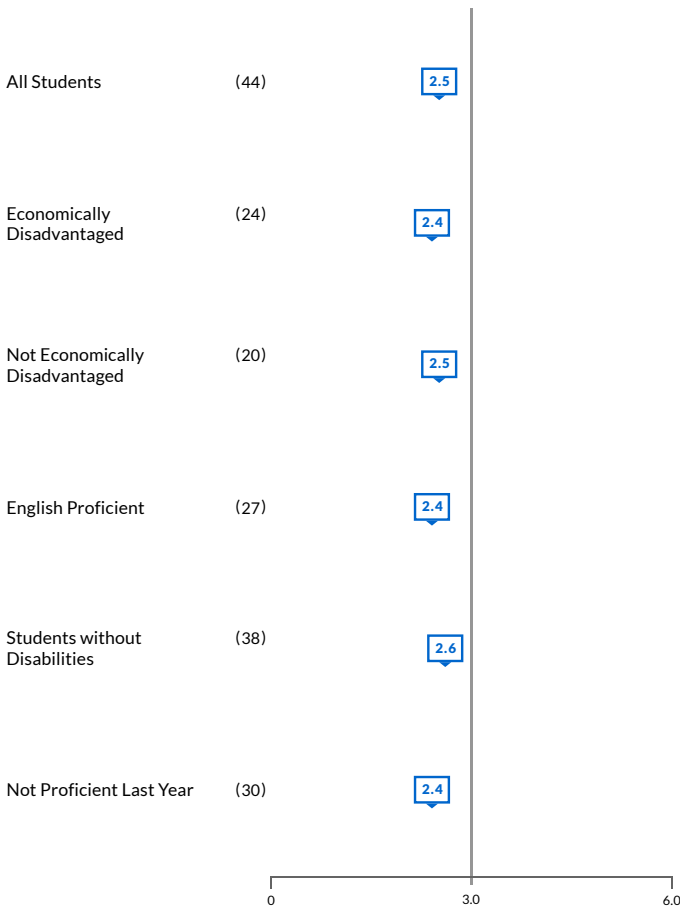 All Students (44) 2.5
Economically
Disadvantaged (24) 2.4
Not Economically
Disadvantaged (20) 2.5
English Proficient (27) 2.4
Students without
Disabilities (38) 2.6
Not Proficient Last Year (30) 2.4
0 3.0 6.0